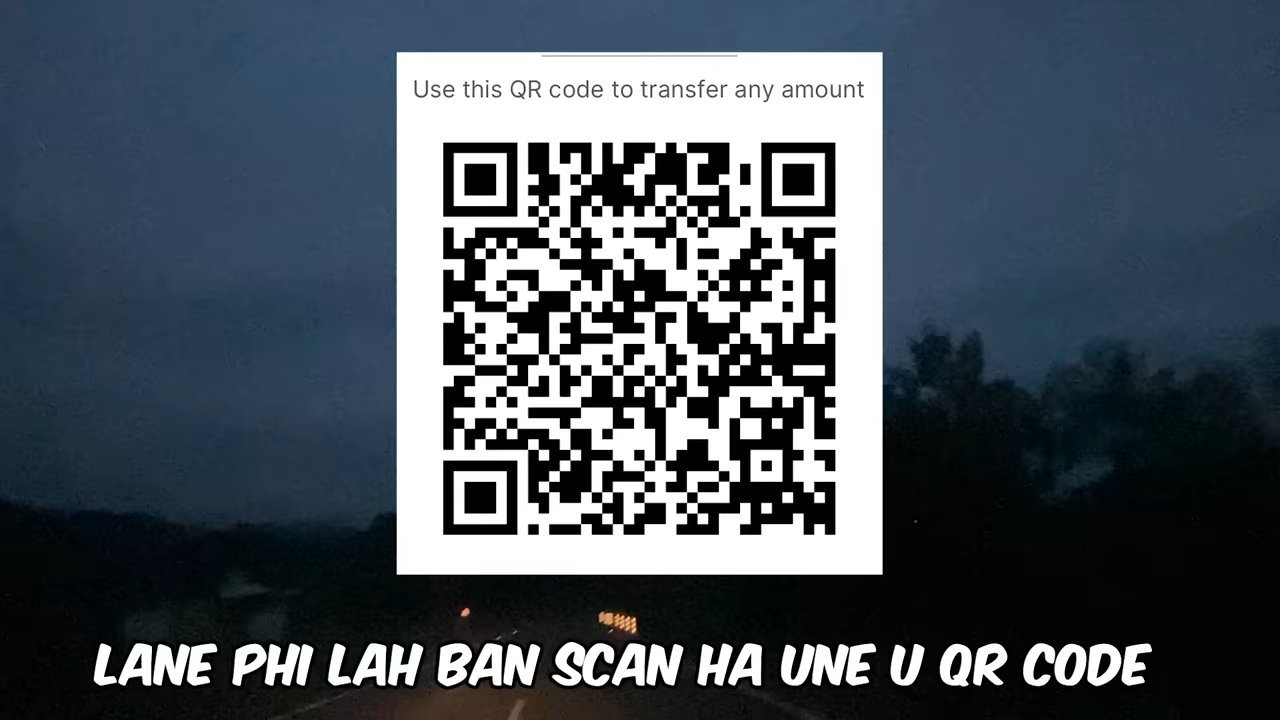 Use this QR code to transfer any amount
LANE PHI LAH BAN SCAN HA UNE U QR CODE